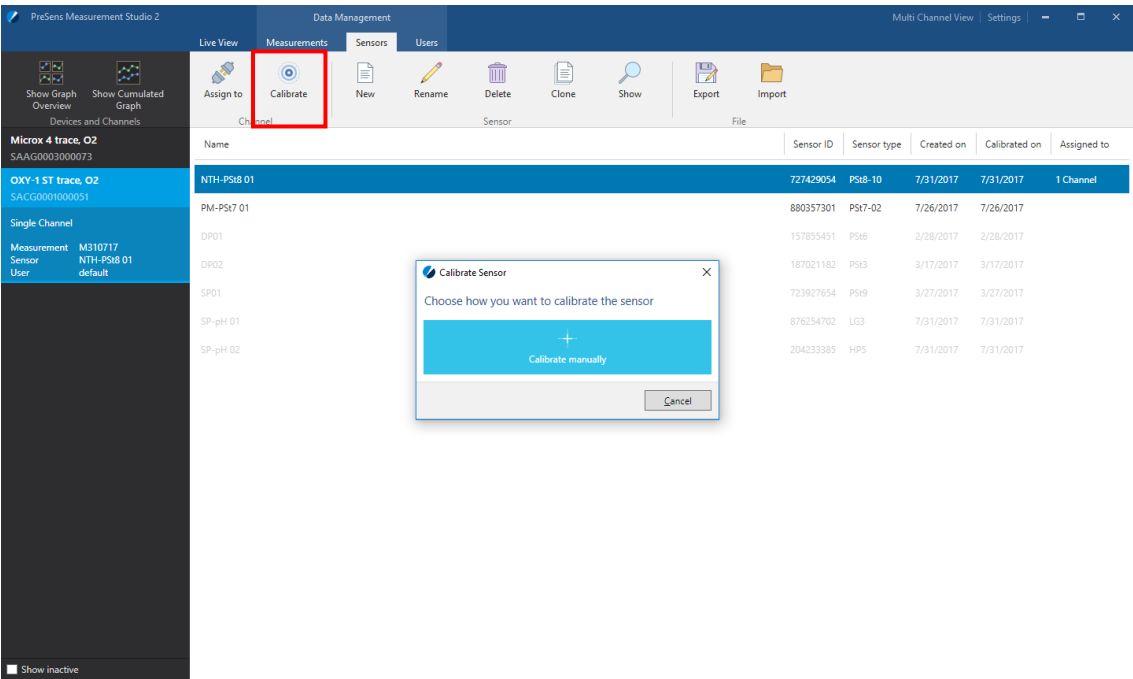 PreSens Measurement Studio 2
Data Management
Multi Channel View Settings
Live View Measurements Sensors Users
Show Graph Overview
Show Cumulated Graph
Devices and Channels
Assign to
Calibrate
Channel
New
Rename
Delete
Clone
Show
Sensor
Export
Import
File
Microx 4 trace, O2
SAAG0003000073
OXY-1 ST trace, O2
SACG0001000051
Single Channel
Measurement M310717
Sensor NTH-PSt8 01
User default
Name Sensor ID Sensor type Created on Calibrated on Assigned to
NTH-PSt8 01 727429054 PSt8-10 7/31/2017 7/31/2017 1 Channel
PM-PSt7 01 880357301 PSt7-02 7/26/2017 7/26/2017
DP01 157855451 PSt6 2/28/2017 2/28/2017
DP02 187021182 PSt3 3/17/2017 3/17/2017
SP01 723927654 PSt9 3/27/2017 3/27/2017
SP-pH 01 876254702 LG3 7/31/2017 7/31/2017
SP-pH 02 204233385 HP5 7/31/2017 7/31/2017
Calibrate Sensor
Choose how you want to calibrate the sensor
Calibrate manually
Cancel
Show inactive